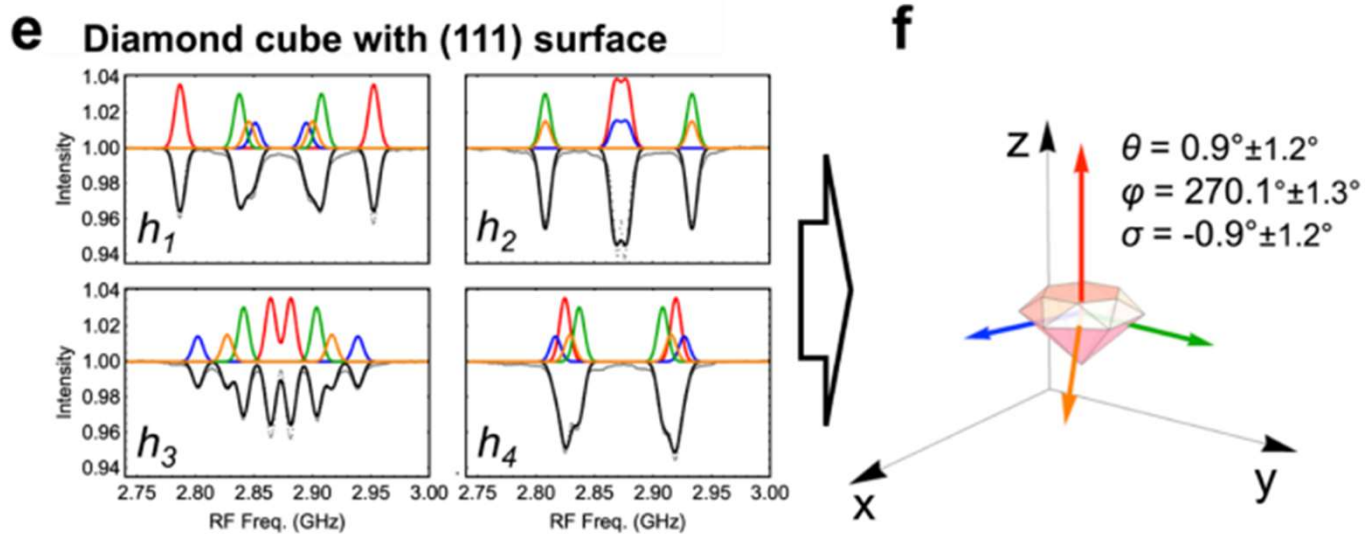 e Diamond cube with (111) surface
f
1.04
1.02
1.00
0.98
0.96
0.94
Intensity
h1
h2
1.04
1.02
1.00
0.98
0.96
0.94
Intensity
h3
h4
2.75 2.80 2.85 2.90 2.95 3.00
RF Freq. (GHz)
2.75 2.80 2.85 2.90 2.95 3.00
RF Freq. (GHz)
z
θ = 0.9°±1.2°
φ = 270.1°±1.3°
σ = -0.9°±1.2°
x
y